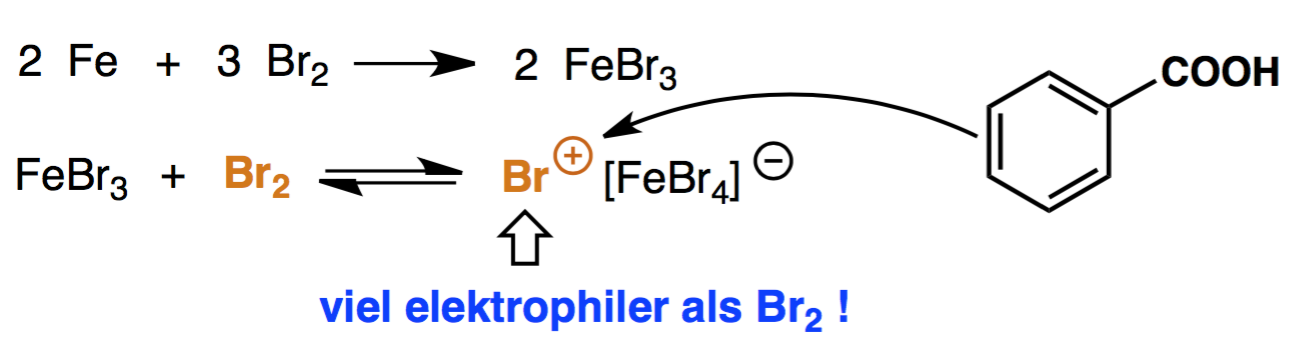 2 Fe + 3 Br₂ → 2 FeBr₃
COOH
FeBr₃ + Br₂ ⇌ Br⊕ [FeBr₄] ⊖
viel elektrophiler als Br₂ !